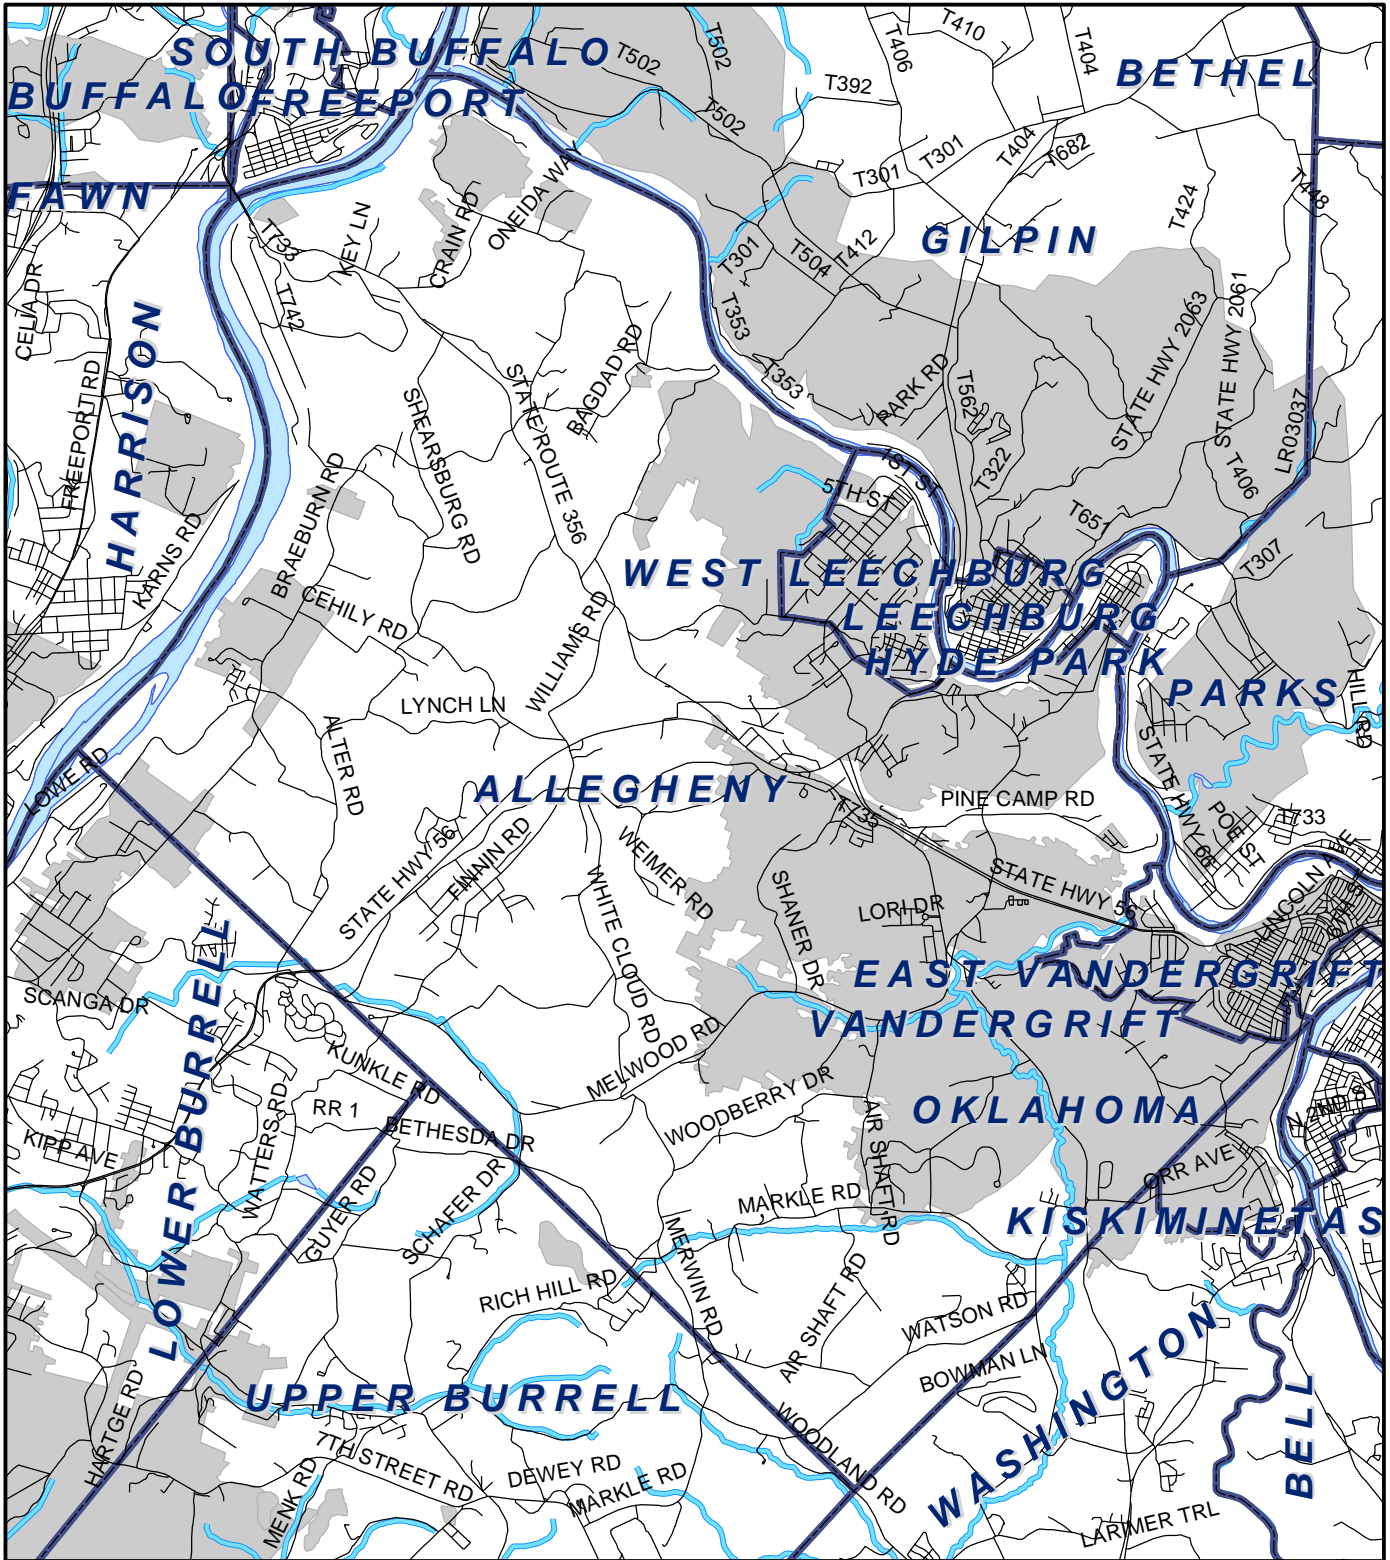 SOUTH BUFFALO
BUFFALO
FREEPORT
BETHEL
FAWN
GILPIN
HARRISON
WEST LEECHBURG
LEECHBURG
HYDE PARK
PARKS
ALLEGHENY
EAST VANDERGRIFT
VANDERGRIFT
OKLAHOMA
LOWER BURRELL
KISKIMINETAS
WASHINGTON
UPPER BURRELL
BELL
T502
T502
T502
T406
T410
T404
T392
T301
T301
T404
T682
T424
T448
T301
T504
T412
T353
T353
T733
T742
KEY LN
CRAIN RD
ONEIDA WAY
CELIA DR
FREEPORT RD
KARNS RD
BRAEBURN RD
SHEARSBURG RD
STATE ROUTE 356
BAGDAD RD
PARK RD
T562
T322
STATE HWY 2063
STATE HWY 2061
T406
LR03037
1ST ST
5TH ST
T651
T307
CEHILY RD
WILLIAMS RD
LYNCH LN
ALTER RD
LOWE RD
HILL RD
STATE HWY 66
POE ST
T733
PINE CAMP RD
T735
STATE HWY 56
FINNIN RD
WEIMER RD
WHITE CLOUD RD
SHANER DR
LORI DR
STATE HWY 56
LINCOLN AVE
SCANGA DR
KUNKLE RD
MELWOOD RD
WOODBERRY DR
RR 1
BETHESDA DR
KIPP AVE
WATTERS RD
GUYER RD
SCHAFER DR
AIR SHAFT RD
MARKLE RD
ORR AVE
N 2ND ST
MERWIN RD
RICH HILL RD
AIR SHAFT RD
WATSON RD
BOWMAN LN
WOODLAND RD
HARTGE RD
7TH STREET RD
MENK RD
DEWEY RD
MARKLE RD
LARIMER TRL